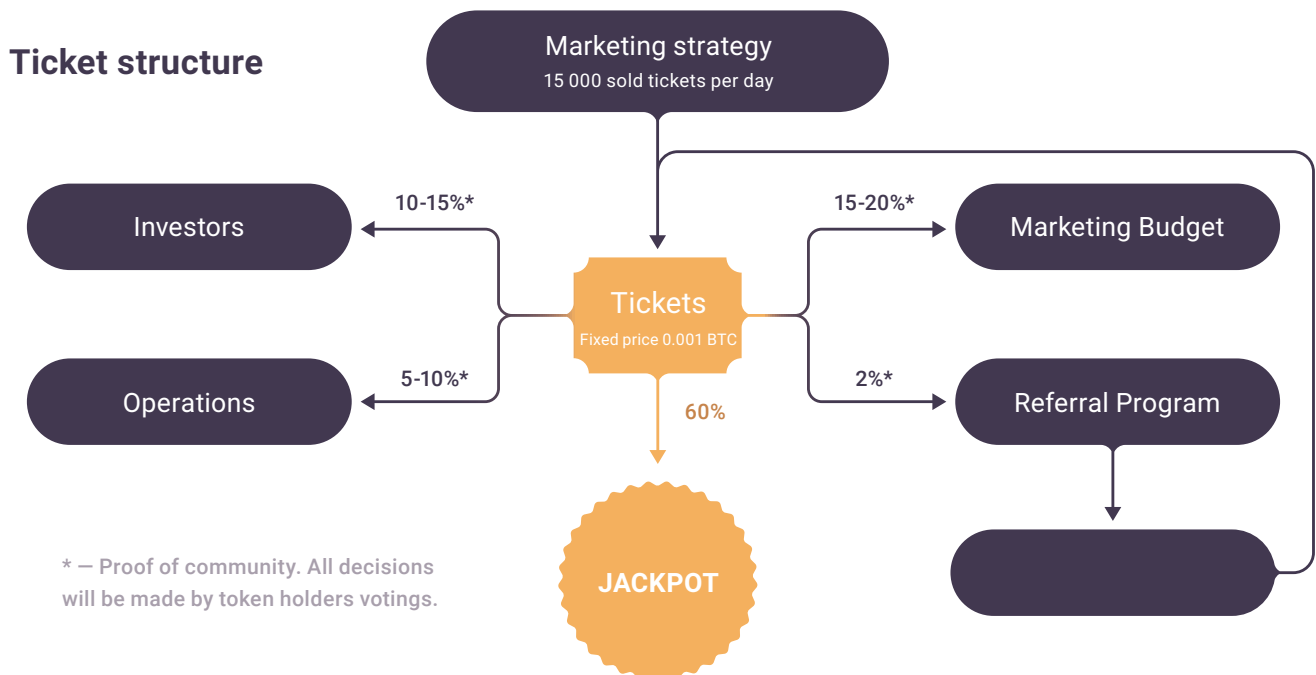 Ticket structure
Marketing strategy
15 000 sold tickets per day
10-15%*
15-20%*
Investors
Marketing Budget
Tickets
Fixed price 0.001 BTC
5-10%*
2%*
Operations
60%
Referral Program
* — Proof of community. All decisions
will be made by token holders votings.
JACKPOT